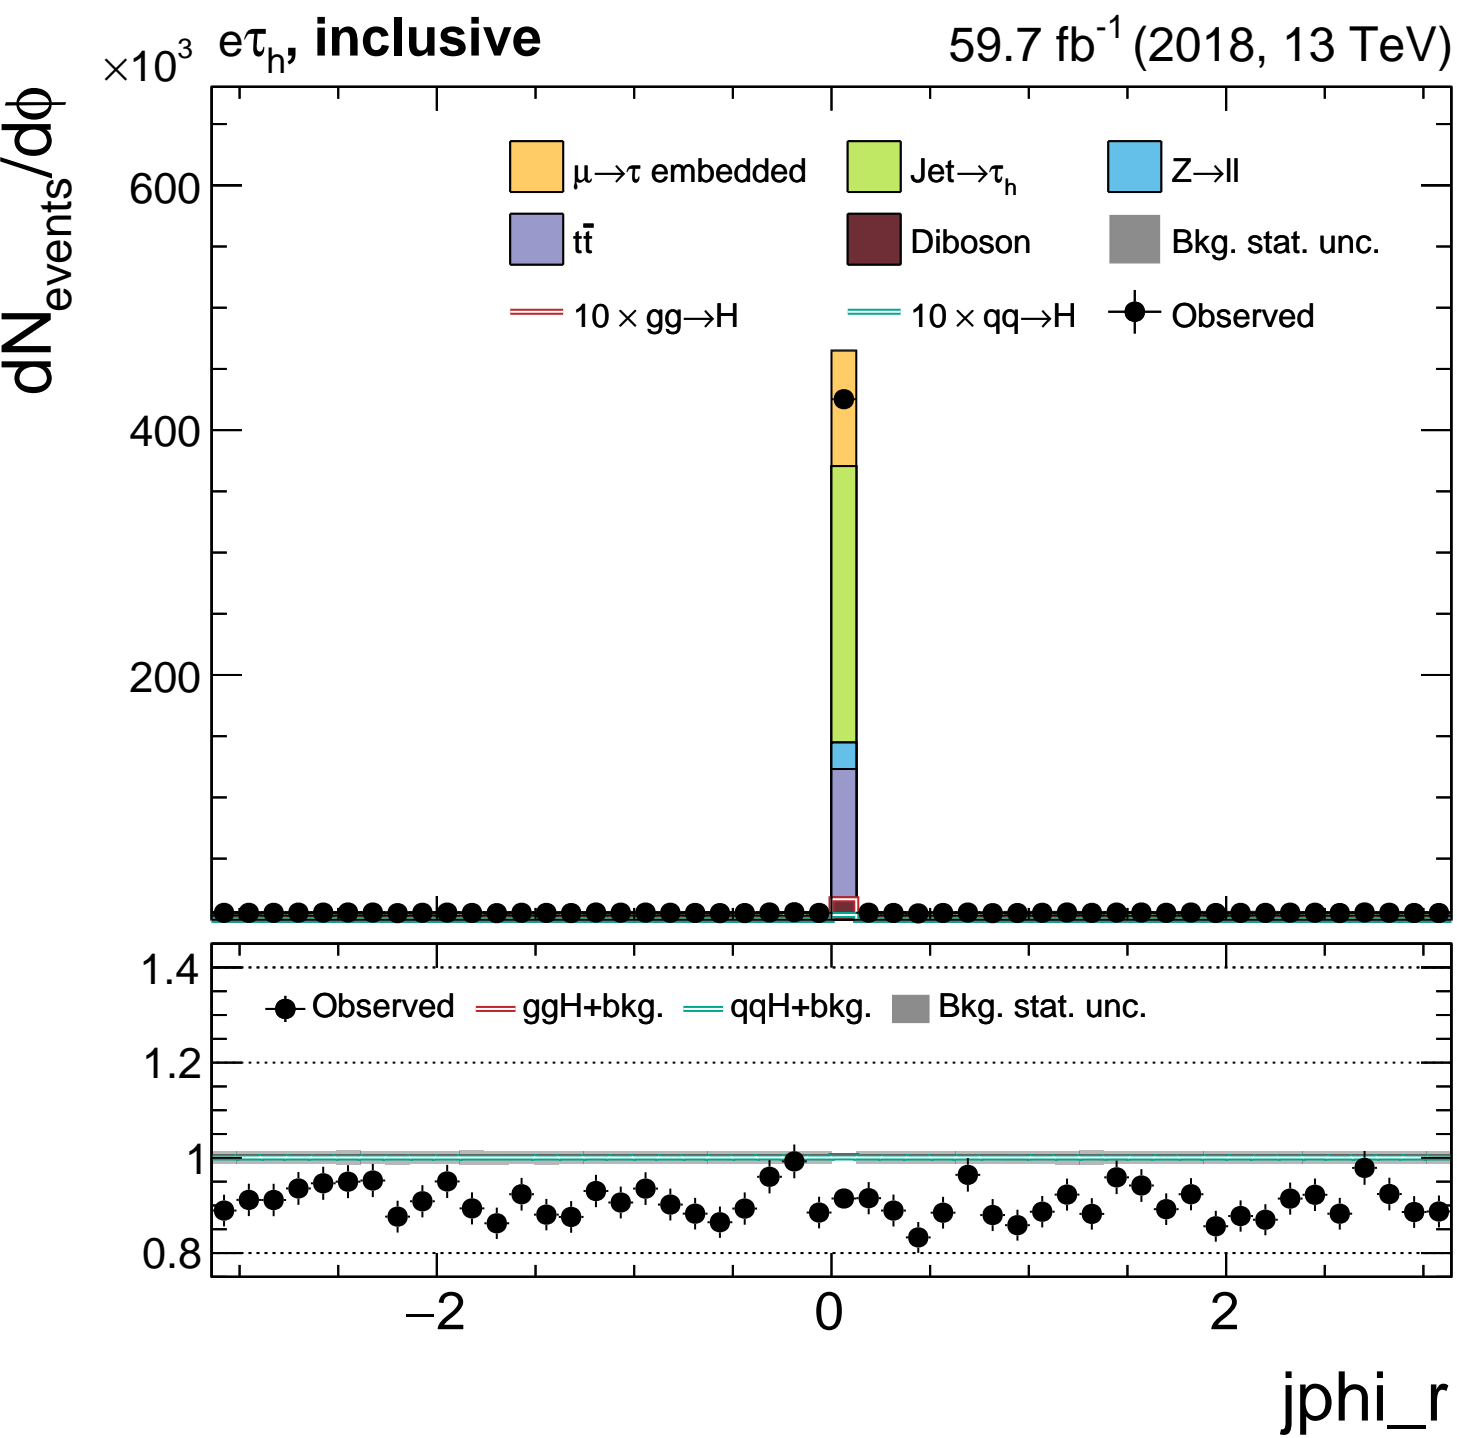 ×10³ eτₕ, inclusive 59.7 fb⁻¹ (2018, 13 TeV)
dN_events/dϕ
μ→τ embedded Jet→τₕ Z→ll
tt̄ Diboson Bkg. stat. unc.
10 × gg→H 10 × qq→H Observed
600
400
200
1.4
Observed ggH+bkg. qqH+bkg. Bkg. stat. unc.
1.2
1
0.8
−2 0 2
jphi_r